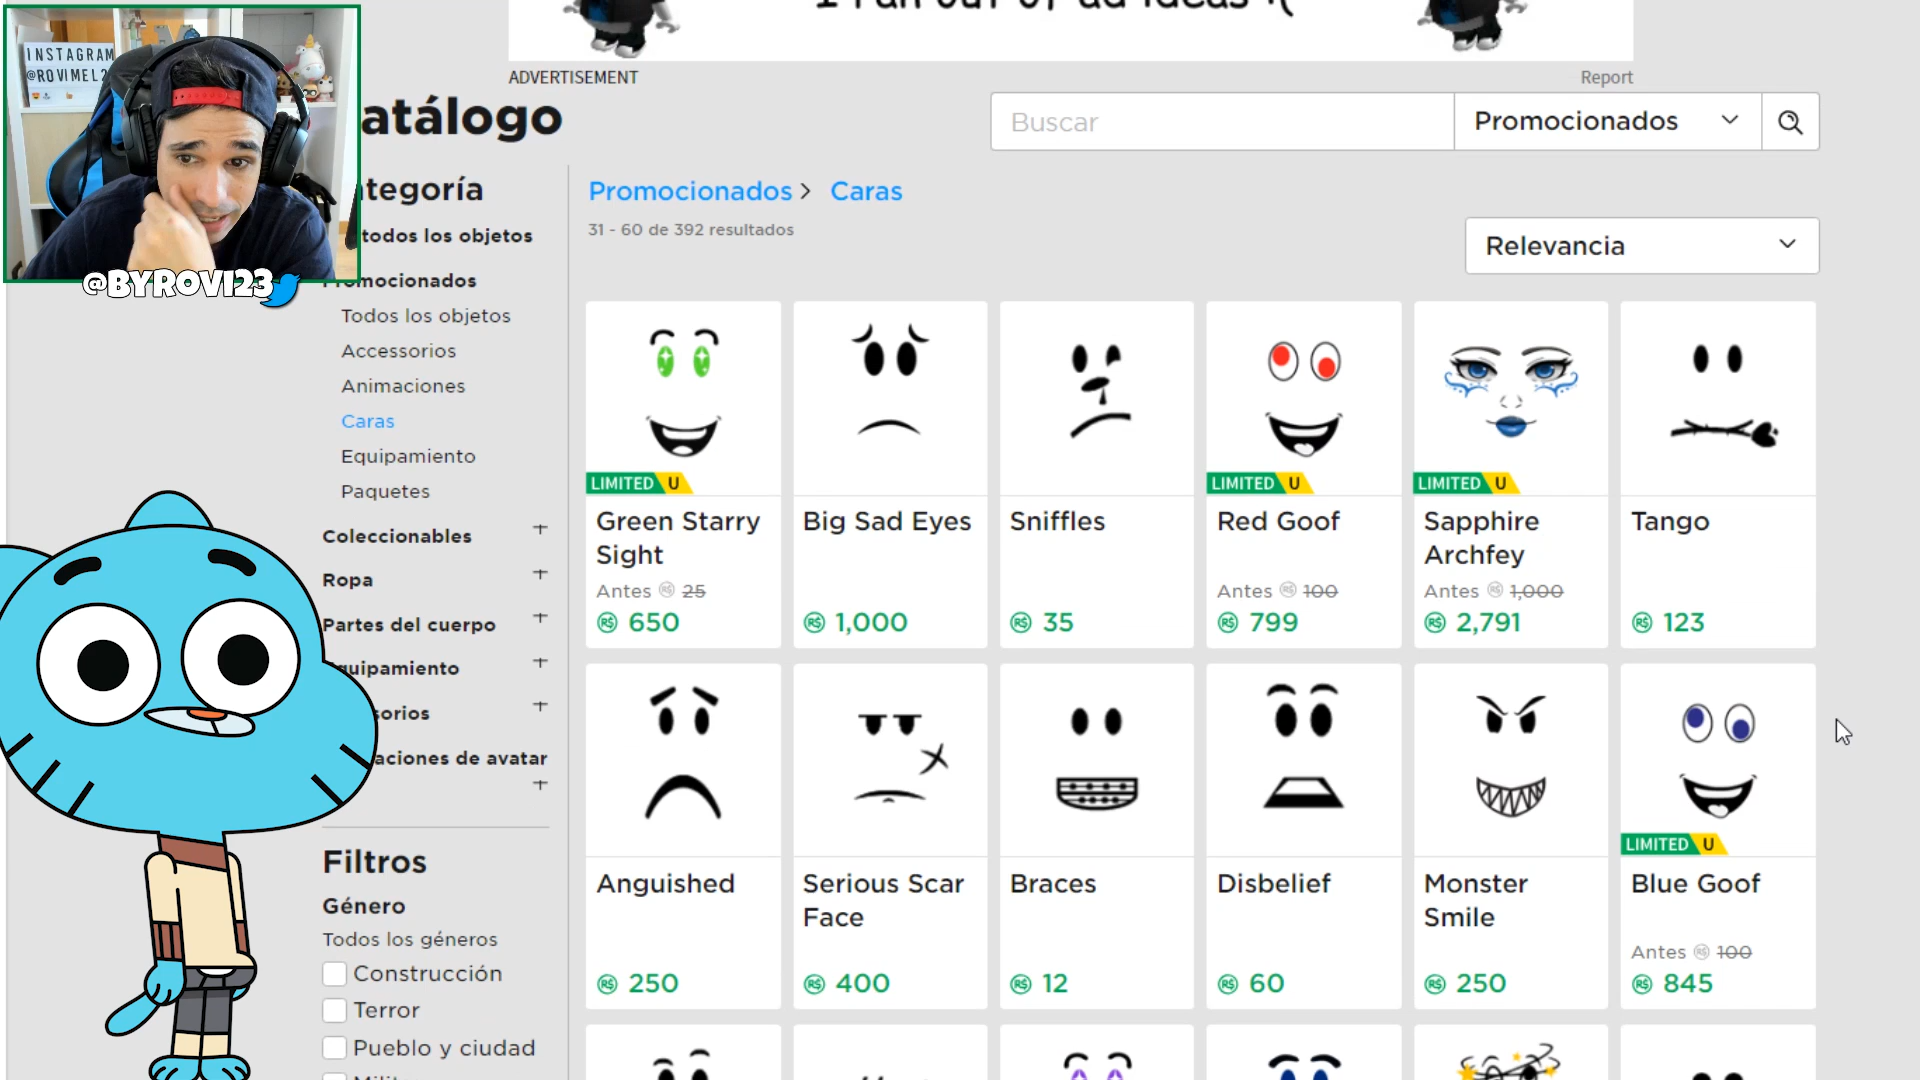 INSTAGRAM
@ROVIMEL2
@BYROVI23
ADVERTISEMENT
Report
atálogo
Buscar
Promocionados
Promocionados > Caras
31 - 60 de 392 resultados
Relevancia
tegoría
todos los objetos
mocionados
Todos los objetos
Accessorios
Animaciones
Caras
Equipamiento
Paquetes
Coleccionables +
Ropa +
Partes del cuerpo +
quipamiento +
sorios +
aciones de avatar
+
Filtros
Género
Todos los géneros
Construcción
Terror
Pueblo y ciudad
LIMITED U
Green Starry
Sight
Antes R$ 25
R$ 650
Big Sad Eyes
R$ 1,000
Sniffles
R$ 35
LIMITED U
Red Goof
Antes R$ 100
R$ 799
LIMITED U
Sapphire
Archfey
Antes R$ 1,000
R$ 2,791
Tango
R$ 123
Anguished
R$ 250
Serious Scar
Face
R$ 400
Braces
R$ 12
Disbelief
R$ 60
Monster
Smile
R$ 250
LIMITED U
Blue Goof
Antes R$ 100
R$ 845